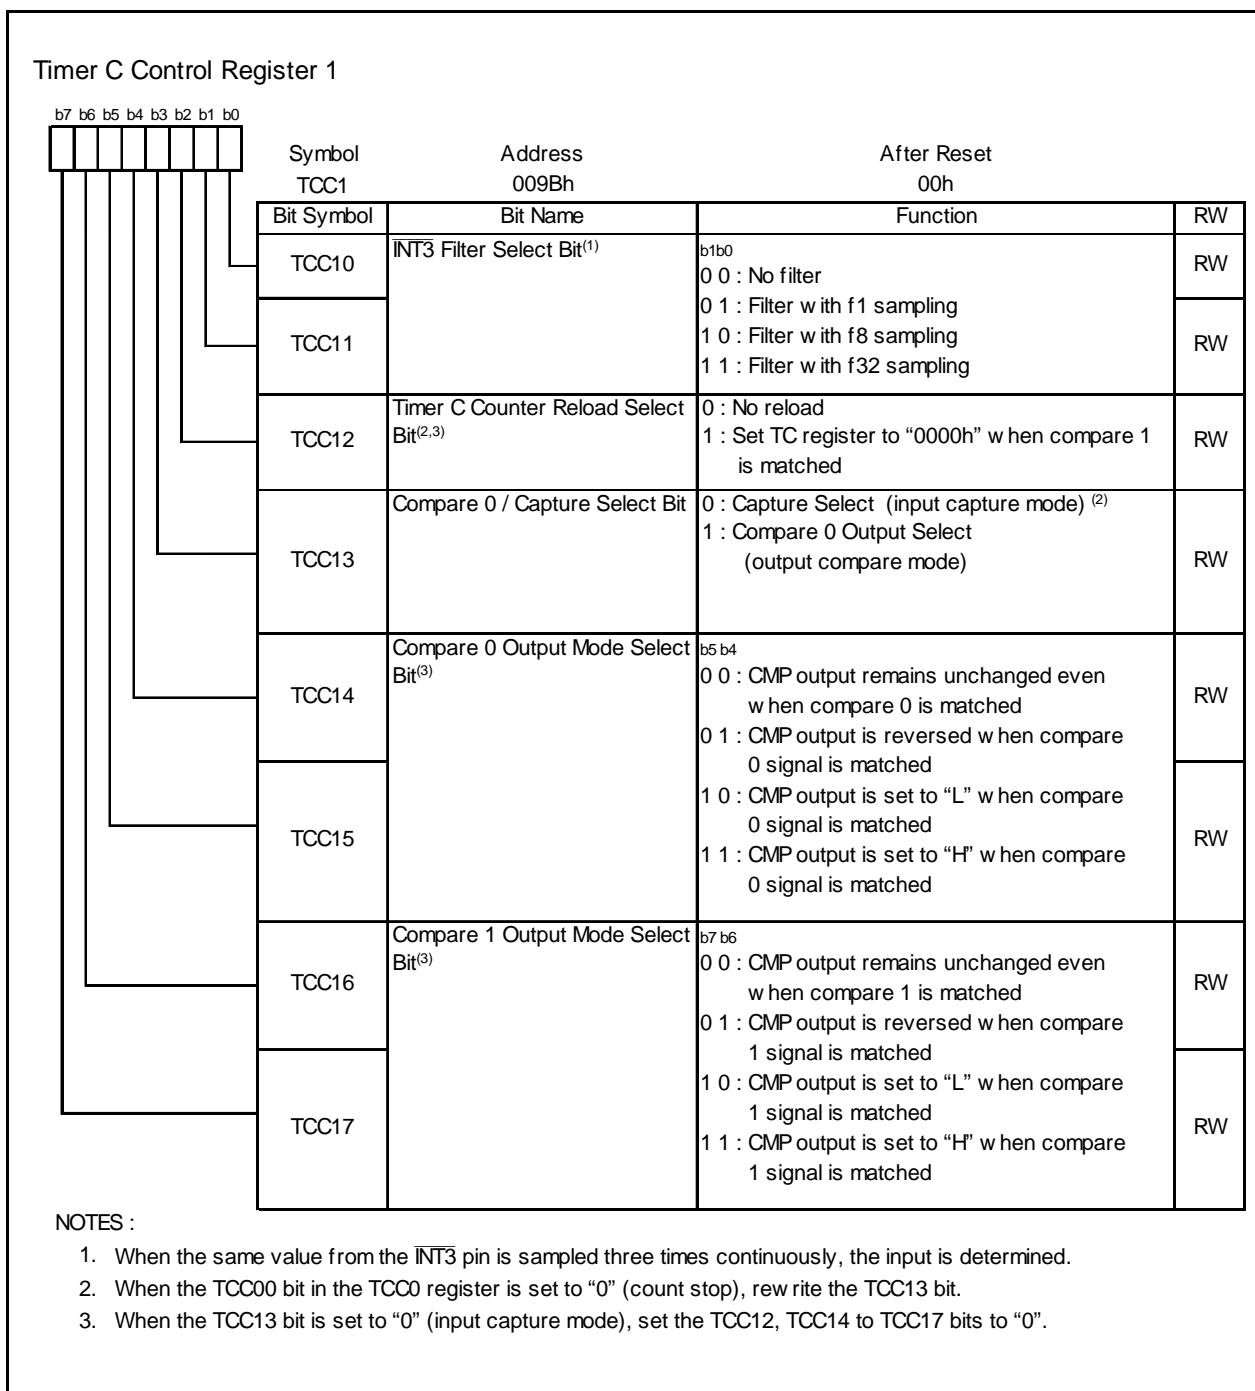 Timer C Control Register 1
b7 b6 b5 b4 b3 b2 b1 b0
Symbol Address After Reset
TCC1 009Bh 00h
Bit Symbol Bit Name Function RW
TCC10 INT3 Filter Select Bit(1) b1b0 RW
0 0 : No filter
0 1 : Filter with f1 sampling
TCC11 1 0 : Filter with f8 sampling RW
1 1 : Filter with f32 sampling
Timer C Counter Reload Select 0 : No reload
TCC12 Bit(2,3) 1 : Set TC register to “0000h” when compare 1 RW
is matched
Compare 0 / Capture Select Bit 0 : Capture Select (input capture mode) (2)
1 : Compare 0 Output Select
TCC13 (output compare mode) RW
Compare 0 Output Mode Select b5 b4
Bit(3) 0 0 : CMP output remains unchanged even
TCC14 when compare 0 is matched RW
0 1 : CMP output is reversed when compare
0 signal is matched
1 0 : CMP output is set to “L” when compare
TCC15 0 signal is matched RW
1 1 : CMP output is set to “H” when compare
0 signal is matched
Compare 1 Output Mode Select b7 b6
Bit(3) 0 0 : CMP output remains unchanged even
TCC16 when compare 1 is matched RW
0 1 : CMP output is reversed when compare
1 signal is matched
1 0 : CMP output is set to “L” when compare
TCC17 1 signal is matched RW
1 1 : CMP output is set to “H” when compare
1 signal is matched
NOTES :
1. When the same value from the INT3 pin is sampled three times continuously, the input is determined.
2. When the TCC00 bit in the TCC0 register is set to “0” (count stop), rewrite the TCC13 bit.
3. When the TCC13 bit is set to “0” (input capture mode), set the TCC12, TCC14 to TCC17 bits to “0”.